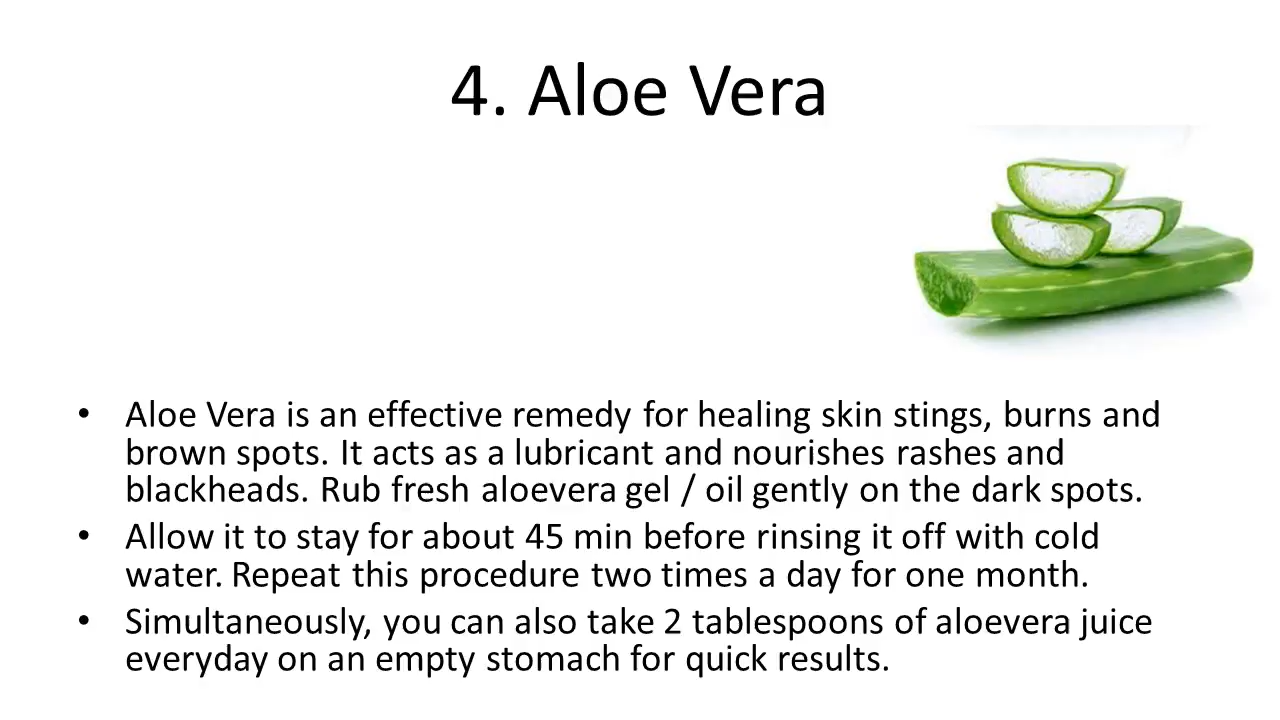 4. Aloe Vera
• Aloe Vera is an effective remedy for healing skin stings, burns and
brown spots. It acts as a lubricant and nourishes rashes and
blackheads. Rub fresh aloevera gel / oil gently on the dark spots.
• Allow it to stay for about 45 min before rinsing it off with cold
water. Repeat this procedure two times a day for one month.
• Simultaneously, you can also take 2 tablespoons of aloevera juice
everyday on an empty stomach for quick results.